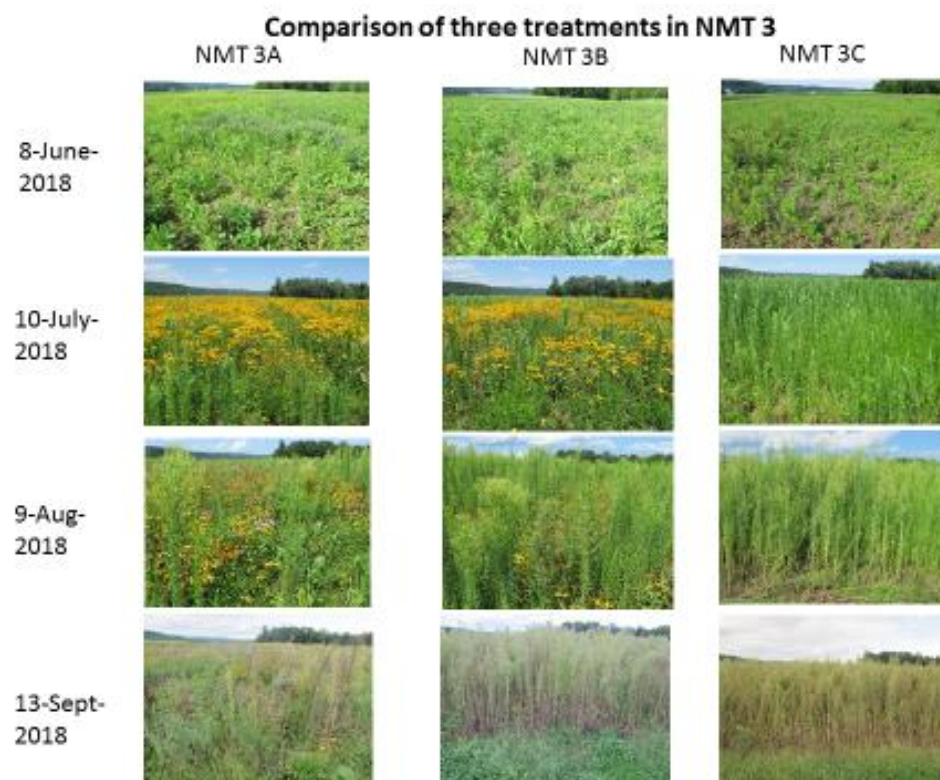 Comparison of three treatments in NMT 3
NMT 3A
NMT 3B
NMT 3C
8-June-
2018
10-July-
2018
9-Aug-
2018
13-Sept-
2018